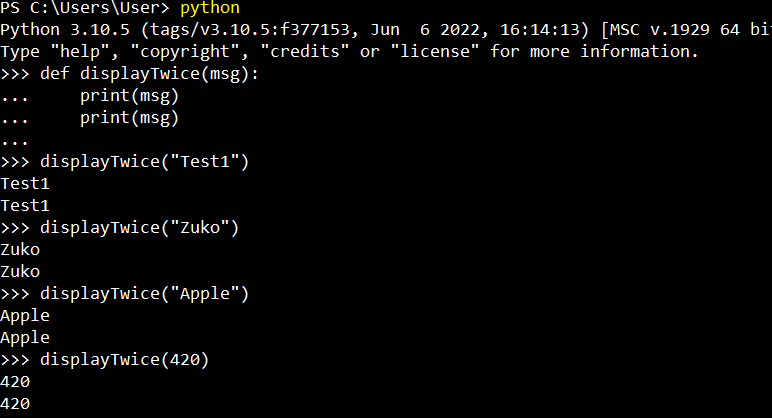 PS C:\Users\User> python
Python 3.10.5 (tags/v3.10.5:f377153, Jun  6 2022, 16:14:13) [MSC v.1929 64 bi
Type "help", "copyright", "credits" or "license" for more information.
>>> def displayTwice(msg):
...     print(msg)
...     print(msg)
...
>>> displayTwice("Test1")
Test1
Test1
>>> displayTwice("Zuko")
Zuko
Zuko
>>> displayTwice("Apple")
Apple
Apple
>>> displayTwice(420)
420
420